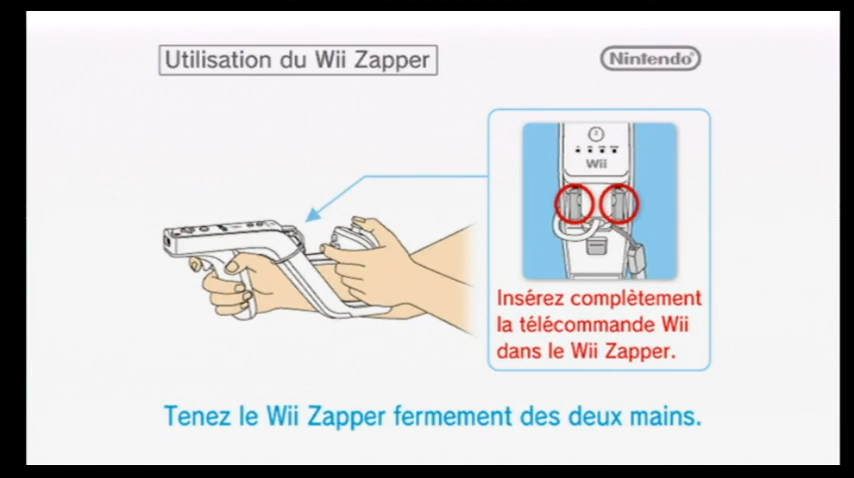 Utilisation du Wii Zapper
Nintendo
2
Wii
Insérez complètement
la télécommande Wii
dans le Wii Zapper.
Tenez le Wii Zapper fermement des deux mains.